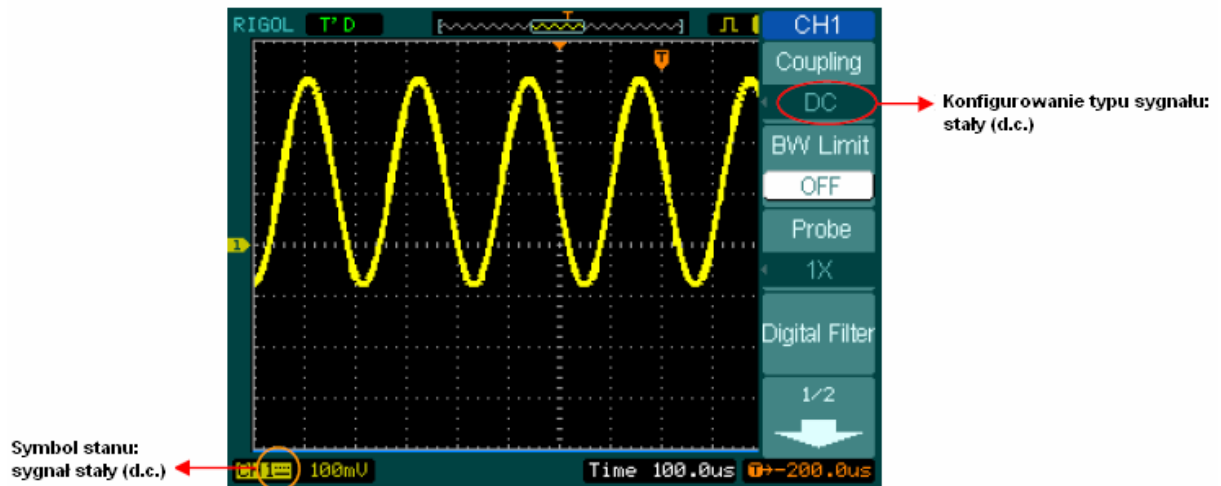 RIGOL T'D T CH1
Coupling
T
DC
Konfigurowanie typu sygnału:
stały (d.c.)
BW Limit
OFF
Probe
1
1X
Digital Filter
1/2
Symbol stanu:
sygnał stały (d.c.)
CH1 100mV Time 100.0us T→-200.0us